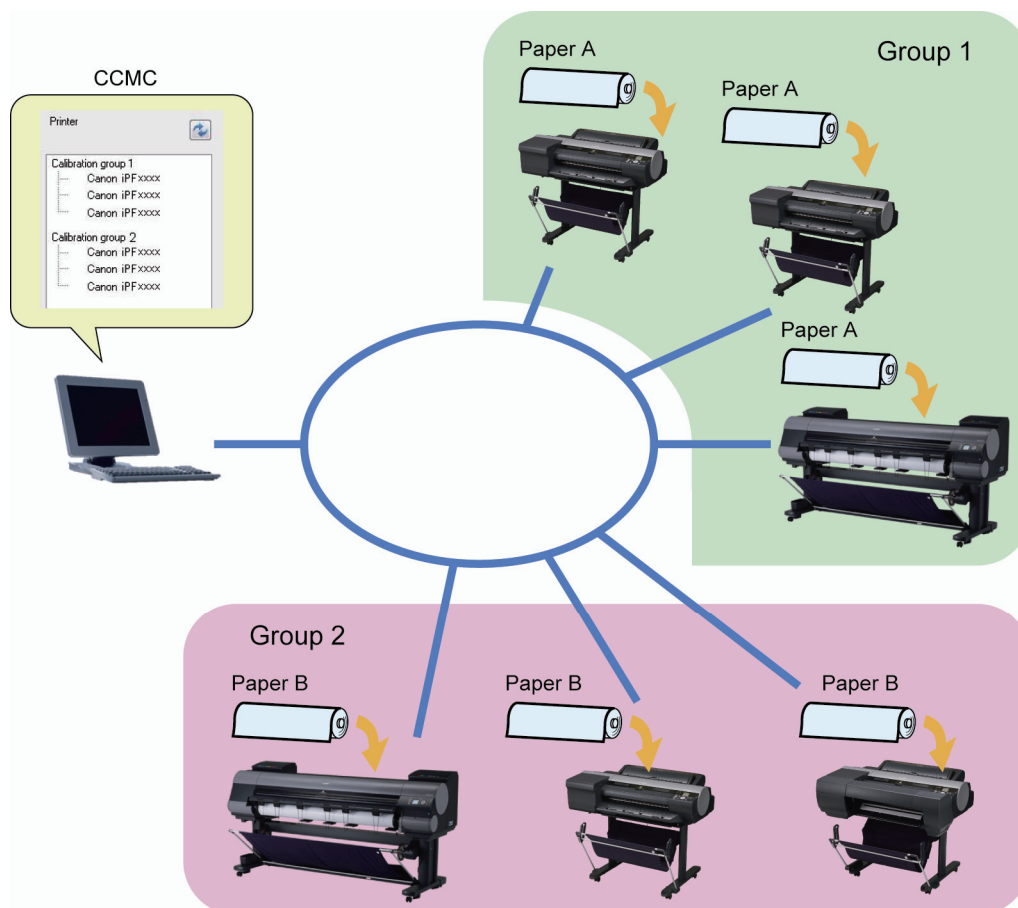 CCMC
Printer
Calibration group 1
Canon iPFxxxx
Canon iPFxxxx
Canon iPFxxxx
Calibration group 2
Canon iPFxxxx
Canon iPFxxxx
Canon iPFxxxx
Group 1
Paper A
Paper A
Paper A
Group 2
Paper B
Paper B
Paper B